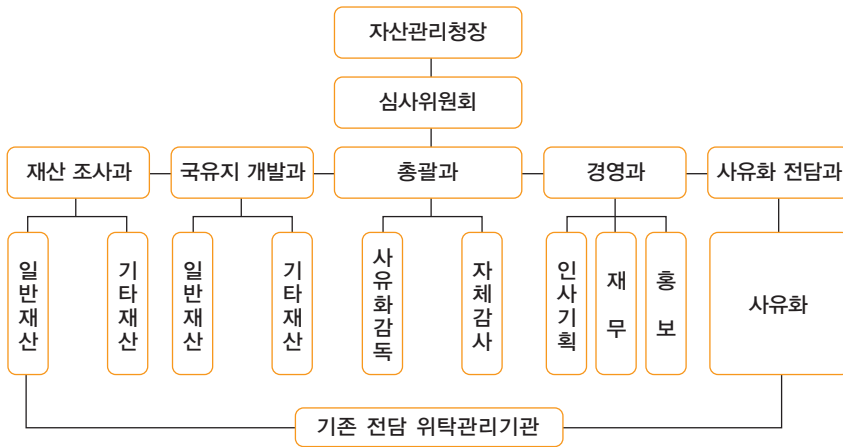 자산관리청장
심사위원회
재산 조사과
국유지 개발과
총괄과
경영과
사유화 전담과
일반재산
기타재산
일반재산
기타재산
사유화감독
자체감사
인사기획
재무
홍보
사유화
기존 전담 위탁관리기관